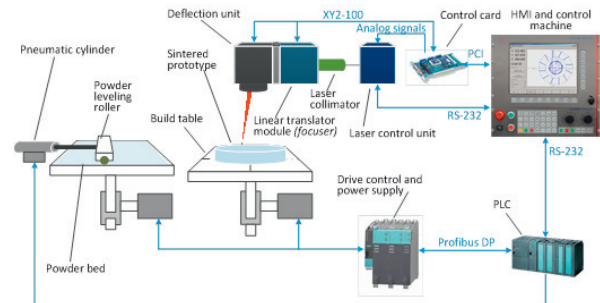 Deflection unit
XY2-100
Control card
HMI and control
machine
Analog signals
Pneumatic cylinder
Sintered
prototype
PCI
Powder
leveling
roller
Laser
collimator
Build table
Linear translator
module (focuser)
Laser control unit
RS-232
RS-232
Drive control and
power supply
PLC
Profibus DP
Powder bed